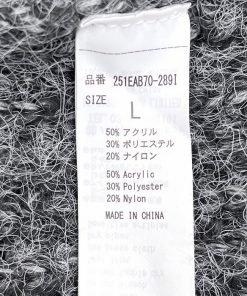 品番 251EAB70-289I
SIZE
L
50% アクリル
30% ポリエステル
20% ナイロン
50% Acrylic
30% Polyester
20% Nylon
MADE IN CHINA